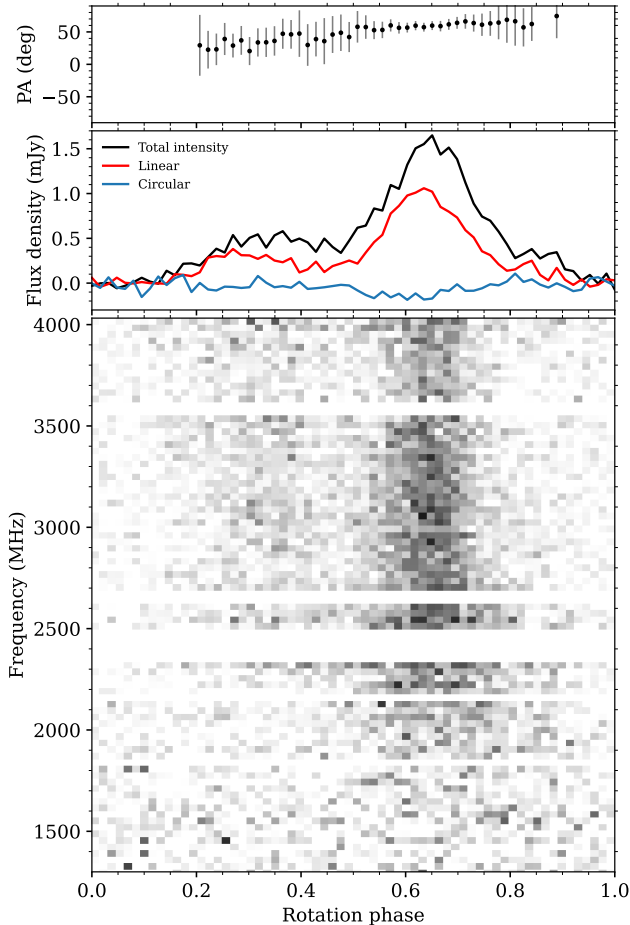 50
0
−50
PA (deg)
1.5
1.0
0.5
0.0
Flux density (mJy)
Total intensity
Linear
Circular
4000
3500
3000
2500
2000
1500
Frequency (MHz)
0.0 0.2 0.4 0.6 0.8 1.0
Rotation phase